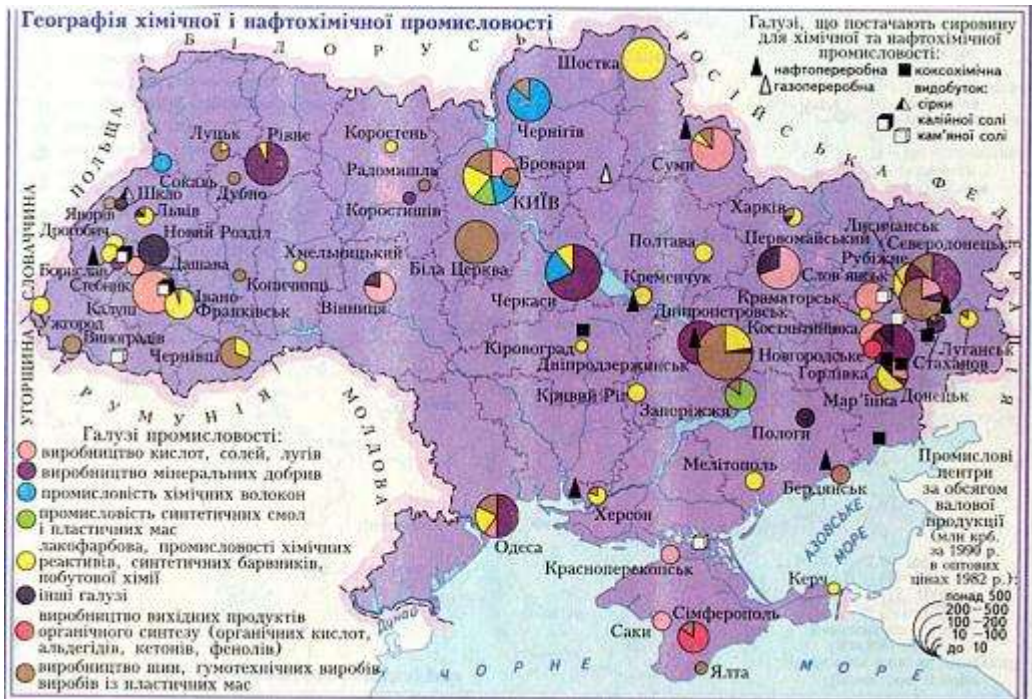 Географія хімічної і нафтохімічної промисловості
Галузі, що постачають сировину
для хімічної та нафтохімічної
промисловості:
нафтопереробна
коксохімічна
газопереробна
видобуток:
сірки
калійної солі
кам'яної солі
БІЛОРУСЬ
РОСІЙСЬКА ФЕДЕРАЦІЯ
ПОЛЬЩА
СЛОВАЧЧИНА
УГОРЩИНА
РУМУНІЯ
МОЛДОВА
Шостка
Чернігів
Луцьк
Рівне
Коростень
Бровари
Суми
Радомишль
Сокаль
Дубно
КИЇВ
Шкло
Коростишів
Яворів
Львів
Харків
Лисичанськ
Дрогобич
Новий Розділ
Полтава
Первомайський
Сєвєродонецьк
Рубіжне
Хмельницький
Біла Церква
Слов'янськ
Борислав
Дашава
Кременчук
Стебник
Копичинці
Черкаси
Краматорськ
Калуш
Івано-
Франківськ
Вінниця
Дніпропетровськ
Костянтинівка
Ужгород
Виноградів
Кіровоград
Новгородське
Луганськ
Чернівці
Дніпродзержинськ
Стаханов
Горлівка
Кривий Ріг
Мар'їнка
Донецьк
Запоріжжя
Пологи
Мелітополь
Бердянськ
Херсон
Одеса
Красноперекопськ
Керч
Сімферополь
Саки
Ялта
АЗОВСЬКЕ
МОРЕ
Дунай
ЧОРНЕ МОРЕ
Галузі промисловості:
виробництво кислот, солей, лугів
виробництво мінеральних добрив
промисловість хімічних волокон
промисловість синтетичних смол
і пластичних мас
лакофарбова, промисловості хімічних
реактивів, синтетичних барвників,
побутової хімії
інші галузі
виробництво вихідних продуктів
органічного синтезу (органічних кислот,
альдегідів, кетонів, фенолів)
виробництво шин, гумотехнічних виробів,
виробів із пластичних мас
Промислові
центри
за обсягом
валової
продукції
(млн крб.
за 1990 р.
в оптових
цінах 1982 р.):
понад 500
200–500
100–200
10–100
до 10